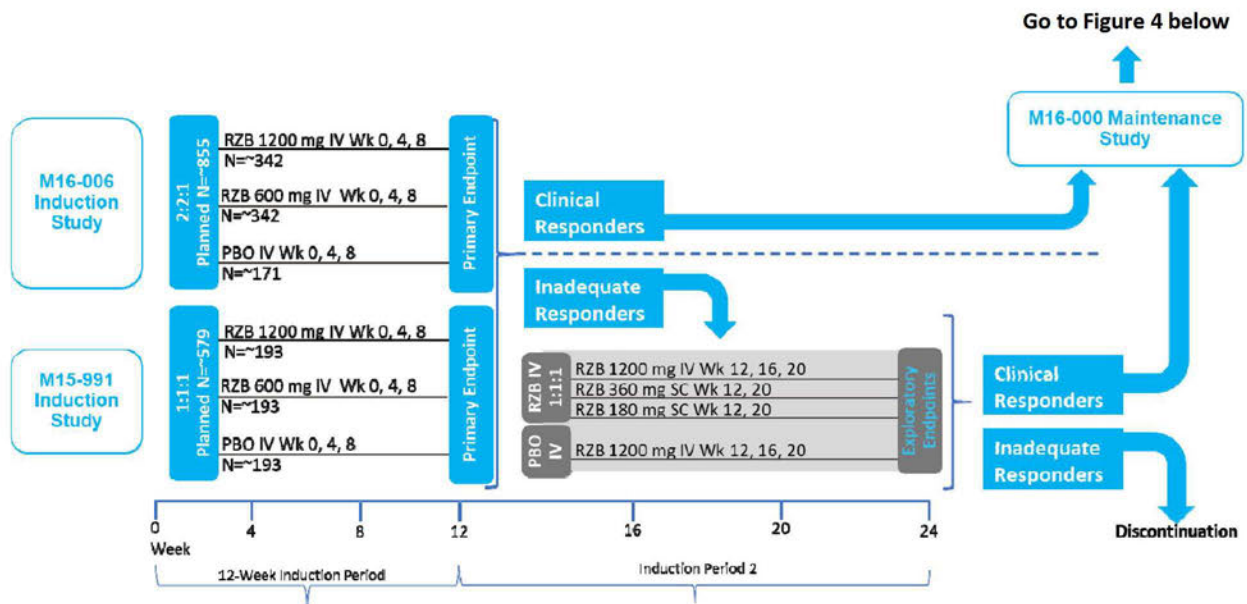 Go to Figure 4 below
M16-000 Maintenance
Study
M16-006
Induction
Study
2:2:1
Planned N=~855
RZB 1200 mg IV Wk 0, 4, 8
N=~342
RZB 600 mg IV Wk 0, 4, 8
N=~342
PBO IV Wk 0, 4, 8
N=~171
Primary Endpoint
Clinical
Responders
Inadequate
Responders
M15-991
Induction
Study
1:1:1
Planned N=~579
RZB 1200 mg IV Wk 0, 4, 8
N=~193
RZB 600 mg IV Wk 0, 4, 8
N=~193
PBO IV Wk 0, 4, 8
N=~193
Primary Endpoint
RZB IV
1:1:1
RZB 1200 mg IV Wk 12, 16, 20
RZB 360 mg SC Wk 12, 20
RZB 180 mg SC Wk 12, 20
PBO
IV
RZB 1200 mg IV Wk 12, 16, 20
Exploratory
Endpoints
Clinical
Responders
Inadequate
Responders
Discontinuation
0 4 8 12 16 20 24
Week
12-Week Induction Period
Induction Period 2